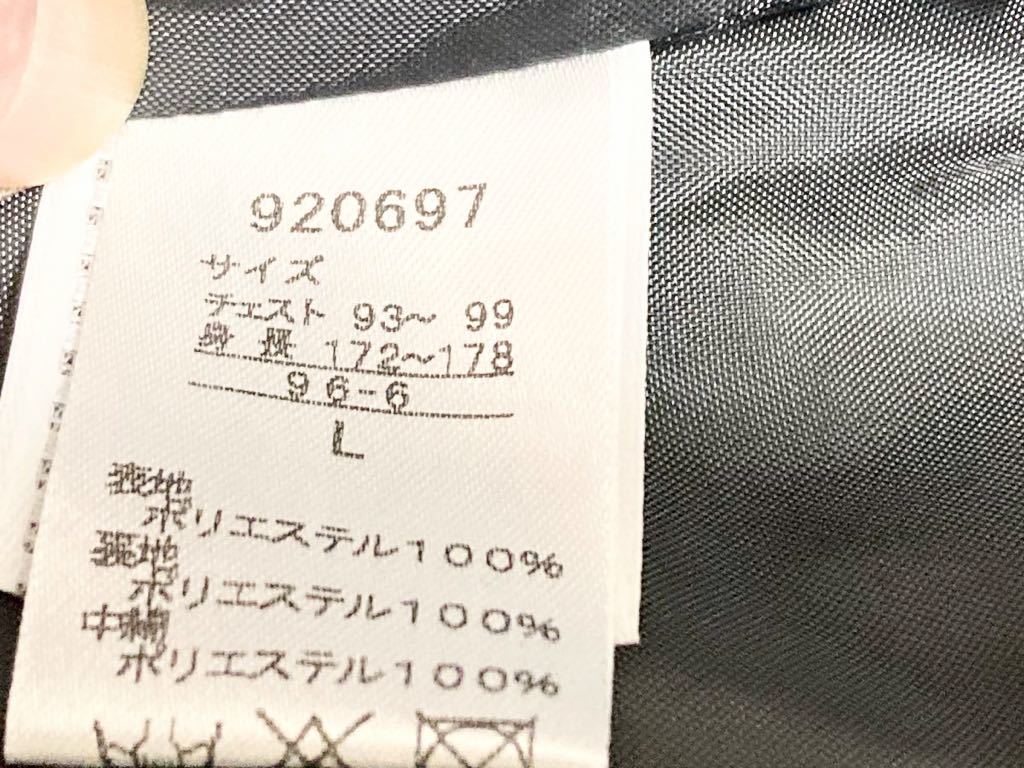 920697
サイズ
チェスト 93～ 99
身 長 172～178
96-6
L
表地
ポリエステル100%
裏地
ポリエステル100%
中綿
ポリエステル100%